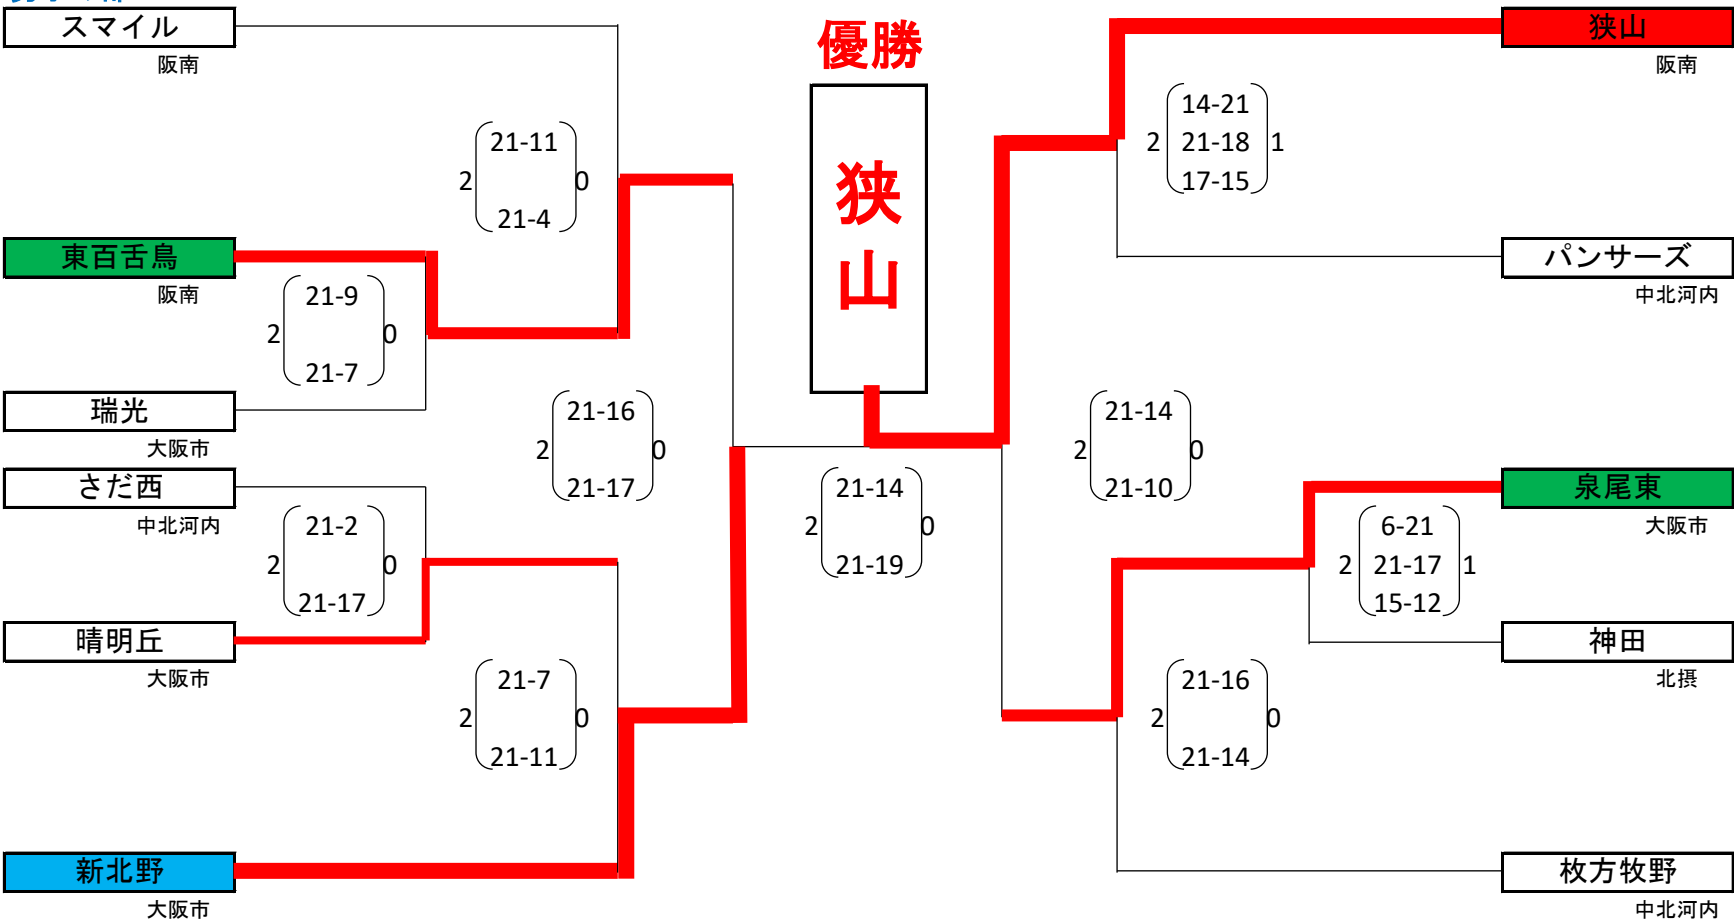 スマイル
阪南
21-11
2 0
21-4
東百舌鳥
阪南
21-9
2 0
21-7
瑞光
大阪市
21-16
2 0
21-17
さだ西
中北河内
21-2
2 0
21-17
晴明丘
大阪市
21-7
2 0
21-11
新北野
大阪市
優勝
狭山
21-14
2 0
21-19
狭山
阪南
14-21
2 21-18 1
17-15
パンサーズ
中北河内
21-14
2 0
21-10
泉尾東
大阪市
6-21
2 21-17 1
15-12
神田
北摂
21-16
2 0
21-14
枚方牧野
中北河内